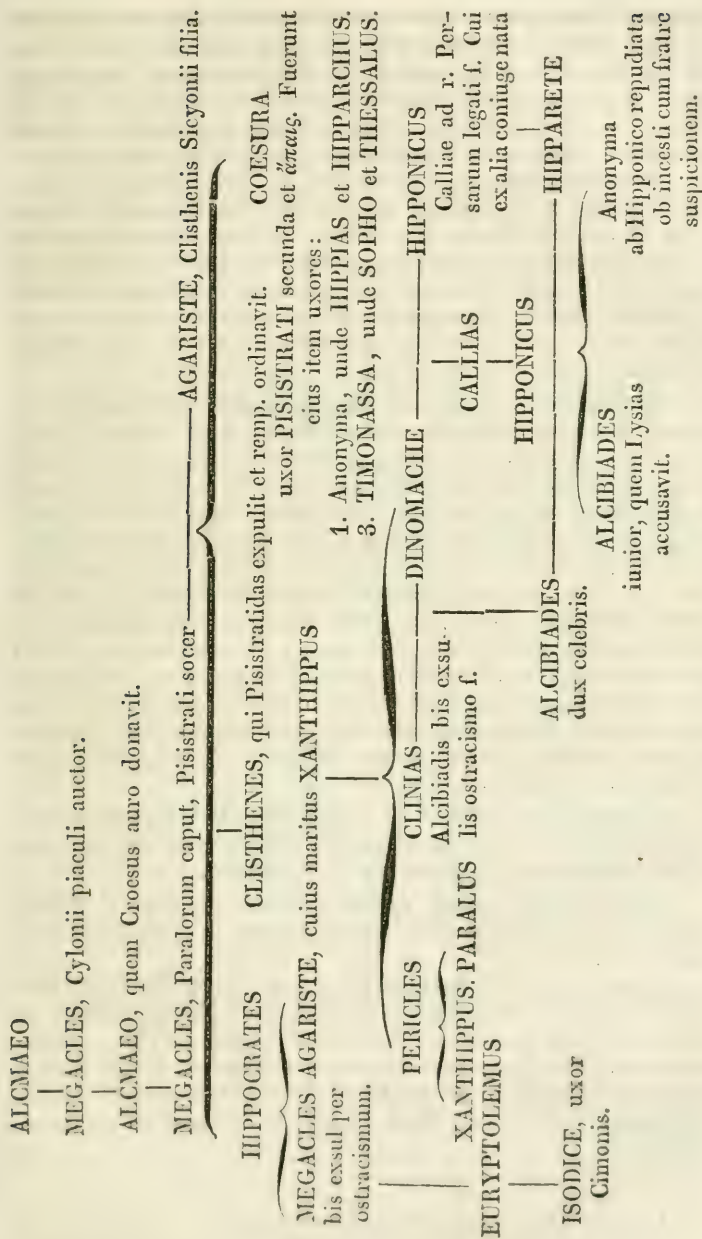 ALCMAEO
MEGACLES, Cylonii piaculi auctor.
ALCMAEO, quem Croesus auro donavit.
MEGACLES, Paralorum caput, Pisistrati socer — AGARISTE, Clisthenis Sicyonii filia.
HIPPOCRATES
CLISTHENES, qui Pisistratidas expulit et remp. ordinavit.
COESURA
uxor PISISTRATI secunda et ἄπαις. Fuerunt
eius item uxores:
1. Anonyma, unde HIPPIAS et HIPPARCHUS.
3. TIMONASSA, unde SOPHO et THESSALUS.
MEGACLES AGARISTE, cuius maritus XANTHIPPUS
bis exsul per
ostracismum.
PERICLES
CLINIAS — DINOMACHE — HIPPONICUS
Alcibiadis bis exsu-
lis ostracismo f.
Calliae ad r. Per-
sarum legati f. Cui
ex alia coniuge nata
XANTHIPPUS. PARALUS
CALLIAS
EURYPTOLEMUS
HIPPONICUS
ALCIBIADES — HIPPARETE
dux celebris.
ISODICE, uxor
Cimonis.
ALCIBIADES
iunior, quem Lysias
accusavit.
Anonyma
ab Hipponico repudiata
ob incesti cum fratre
suspicionem.